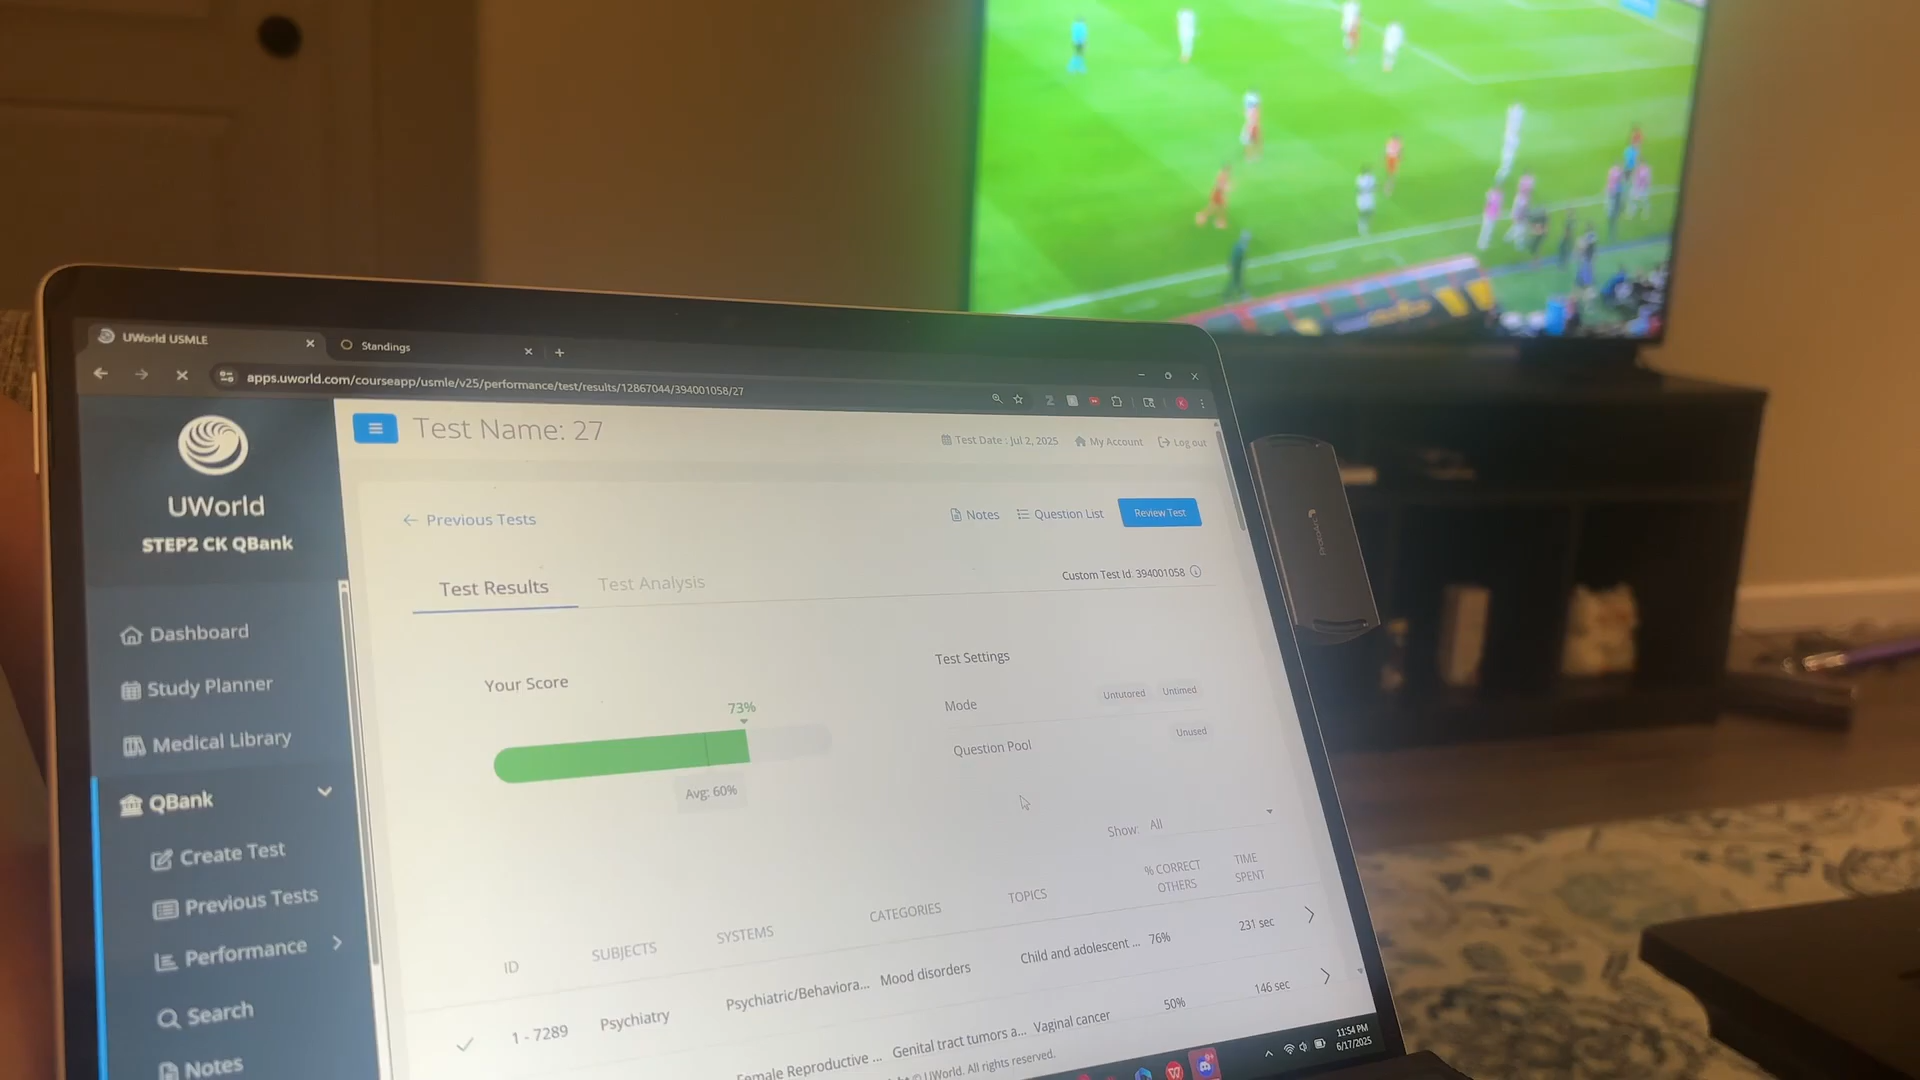 UWorld USMLE
Standings
apps.uworld.com/courseapp/usmle/v25/performance/test/results/12867044/394001058/27
Test Name: 27
Test Date : Jul 2, 2025
My Account
Log out
UWorld
STEP2 CK QBank
Previous Tests
Notes
Question List
Review Test
Test Results
Test Analysis
Custom Test Id: 394001058
Dashboard
Study Planner
Medical Library
QBank
Create Test
Previous Tests
Performance
Search
Notes
Your Score
73%
Avg: 60%
Test Settings
Mode
Untutored
Untimed
Question Pool
Unused
Show: All
ID
SUBJECTS
SYSTEMS
CATEGORIES
TOPICS
% CORRECT OTHERS
TIME SPENT
1 - 7289
Psychiatry
Psychiatric/Behaviora...
Mood disorders
Child and adolescent ...
76%
231 sec
Female Reproductive ...
Genital tract tumors a...
Vaginal cancer
50%
146 sec
© UWorld. All rights reserved.
11:54 PM
6/17/2025